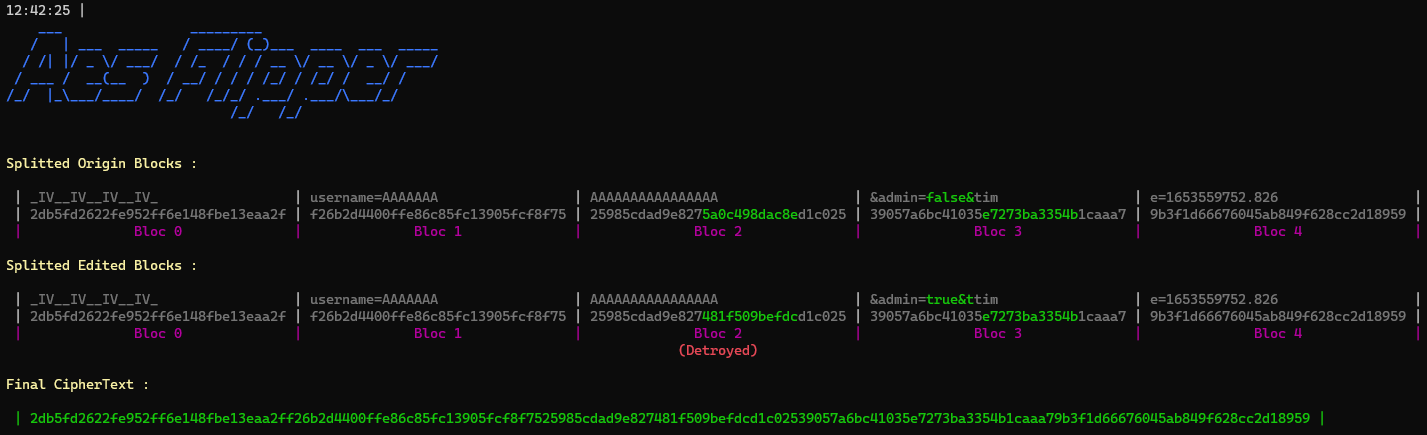 12:42:25 |
Aes Flipper
Splitted Origin Blocks :
| _IV__IV__IV__IV_ | username=AAAAAAA | AAAAAAAAAAAAAAAA | &admin=false&tim | e=1653559752.826
| 2db5fd2622fe952ff6e148fbe13eaa2f | f26b2d4400ffe86c85fc13905fcf8f75 | 25985cdad9e8275a0c498dac8ed1c025 | 39057a6bc41035e7273ba3354b1caaa7 | 9b3f1d66676045ab849f628cc2d18959 |
| Bloc 0 | Bloc 1 | Bloc 2 | Bloc 3 | Bloc 4 |
Splitted Edited Blocks :
| _IV__IV__IV__IV_ | username=AAAAAAA | AAAAAAAAAAAAAAAA | &admin=true&ttim | e=1653559752.826
| 2db5fd2622fe952ff6e148fbe13eaa2f | f26b2d4400ffe86c85fc13905fcf8f75 | 25985cdad9e827481f509befdcd1c025 | 39057a6bc41035e7273ba3354b1caaa7 | 9b3f1d66676045ab849f628cc2d18959 |
| Bloc 0 | Bloc 1 | Bloc 2 | Bloc 3 | Bloc 4 |
(Detroyed)
Final CipherText :
| 2db5fd2622fe952ff6e148fbe13eaa2ff26b2d4400ffe86c85fc13905fcf8f7525985cdad9e827481f509befdcd1c02539057a6bc41035e7273ba3354b1caaa79b3f1d66676045ab849f628cc2d18959 |